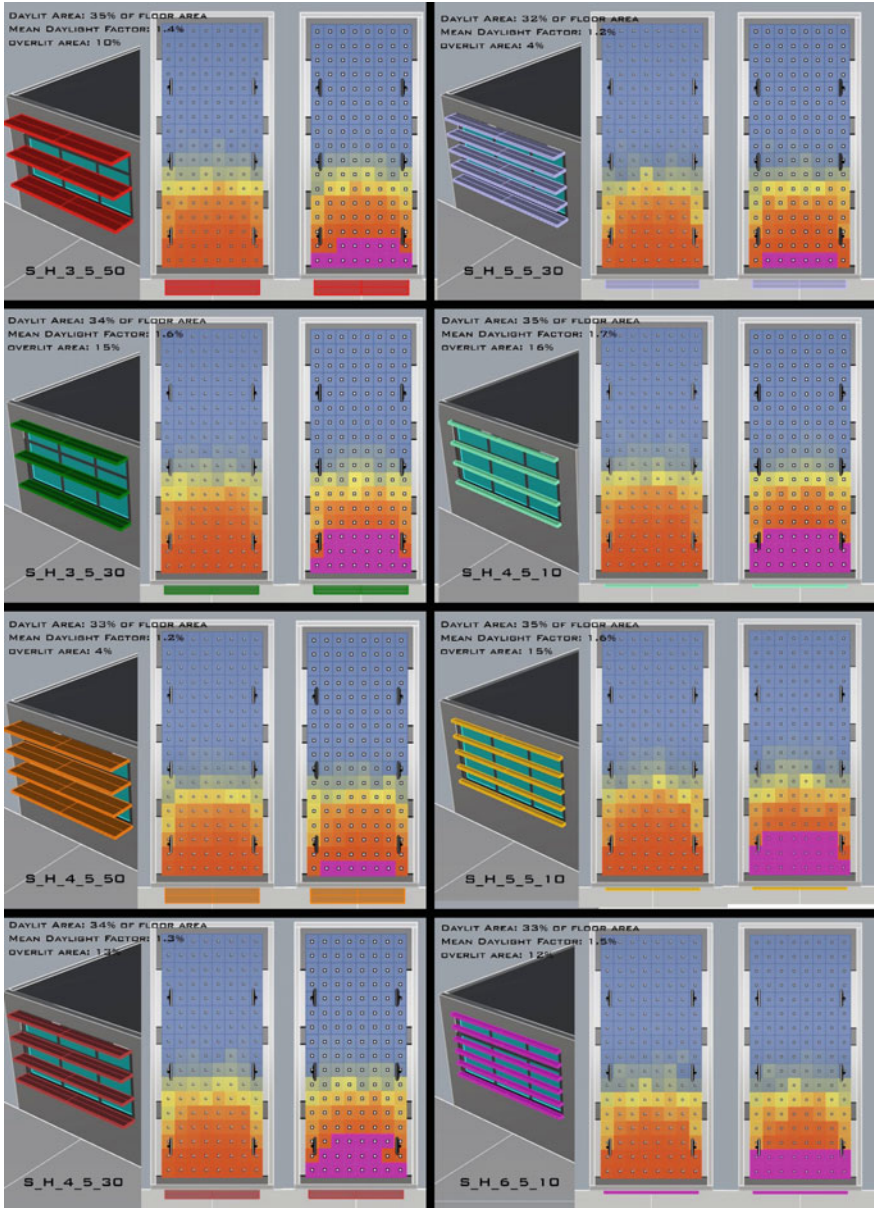 Daylit Area: 35% of floor area
Mean Daylight Factor: 1.4%
overlit area: 10%
S_H_3_5_50
Daylit Area: 32% of floor area
Mean Daylight Factor: 1.2%
overlit area: 4%
S_H_5_5_30
Daylit Area: 34% of floor area
Mean Daylight Factor: 1.6%
overlit area: 15%
S_H_3_5_30
Daylit Area: 35% of floor area
Mean Daylight Factor: 1.7%
overlit area: 16%
S_H_4_5_10
Daylit Area: 33% of floor area
Mean Daylight Factor: 1.2%
overlit area: 4%
S_H_4_5_50
Daylit Area: 35% of floor area
Mean Daylight Factor: 1.6%
overlit area: 15%
S_H_5_5_10
Daylit Area: 34% of floor area
Mean Daylight Factor: 1.3%
overlit area: 13%
S_H_4_5_30
Daylit Area: 33% of floor area
Mean Daylight Factor: 1.5%
overlit area: 12%
S_H_6_5_10